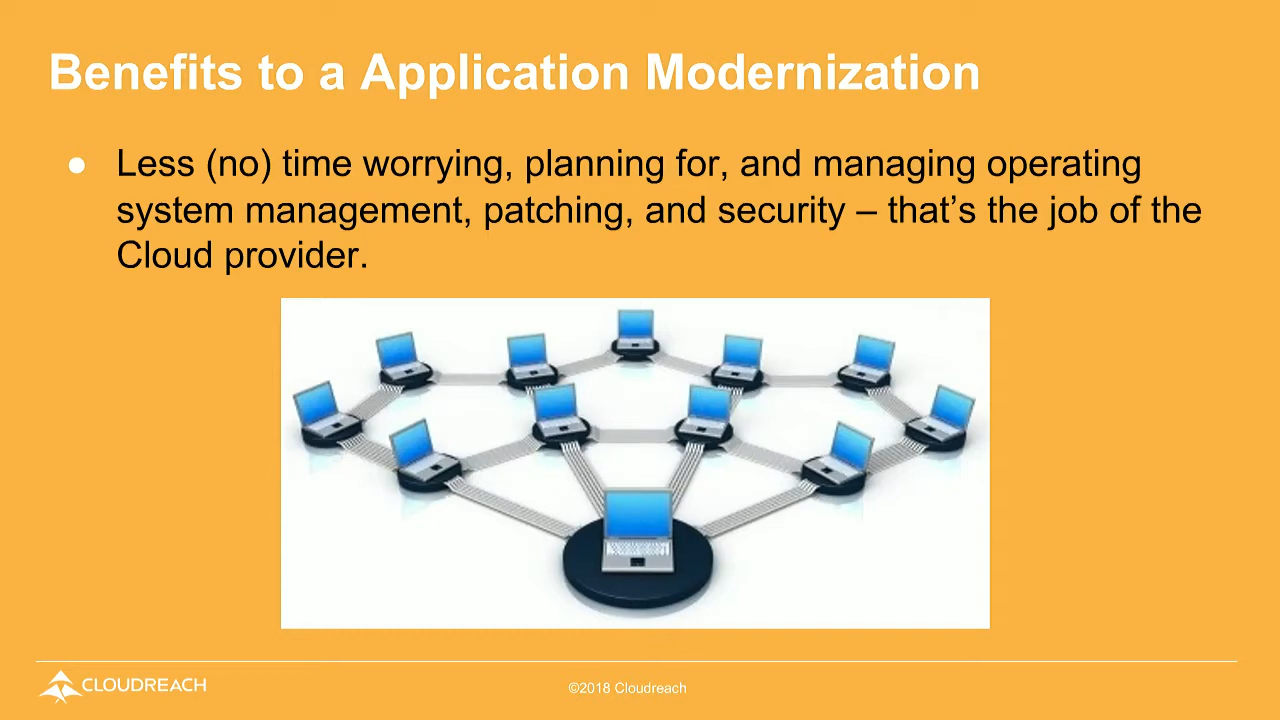 Benefits to a Application Modernization
● Less (no) time worrying, planning for, and managing operating
system management, patching, and security – that’s the job of the
Cloud provider.
CLOUDREACH
©2018 Cloudreach